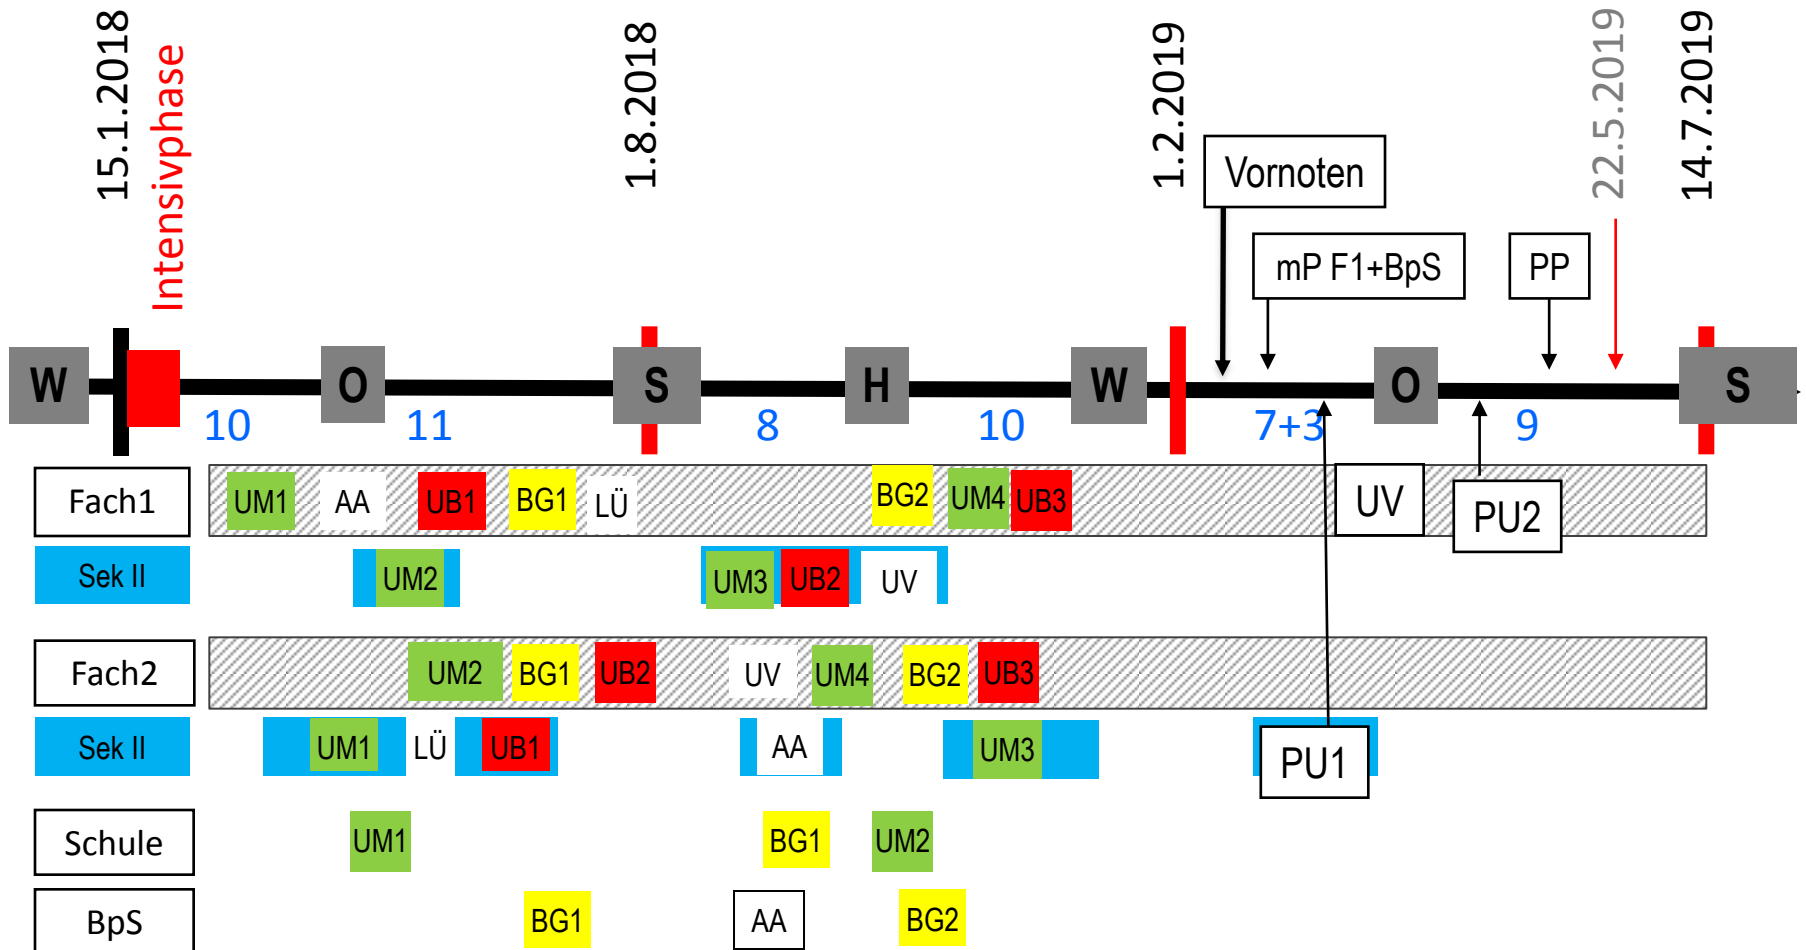 15.1.2018
Intensivphase
1.8.2018
1.2.2019
22.5.2019
14.7.2019
Vornoten
mP F1+BpS
PP
W
O
S
H
W
O
S
10
11
8
10
7+3
9
Fach1
UM1
AA
UB1
BG1
LÜ
BG2
UM4
UB3
UV
PU2
Sek II
UM2
UM3
UB2
UV
Fach2
UM2
BG1
UB2
UV
UM4
BG2
UB3
Sek II
UM1
LÜ
UB1
AA
UM3
PU1
Schule
UM1
BG1
UM2
BpS
BG1
AA
BG2